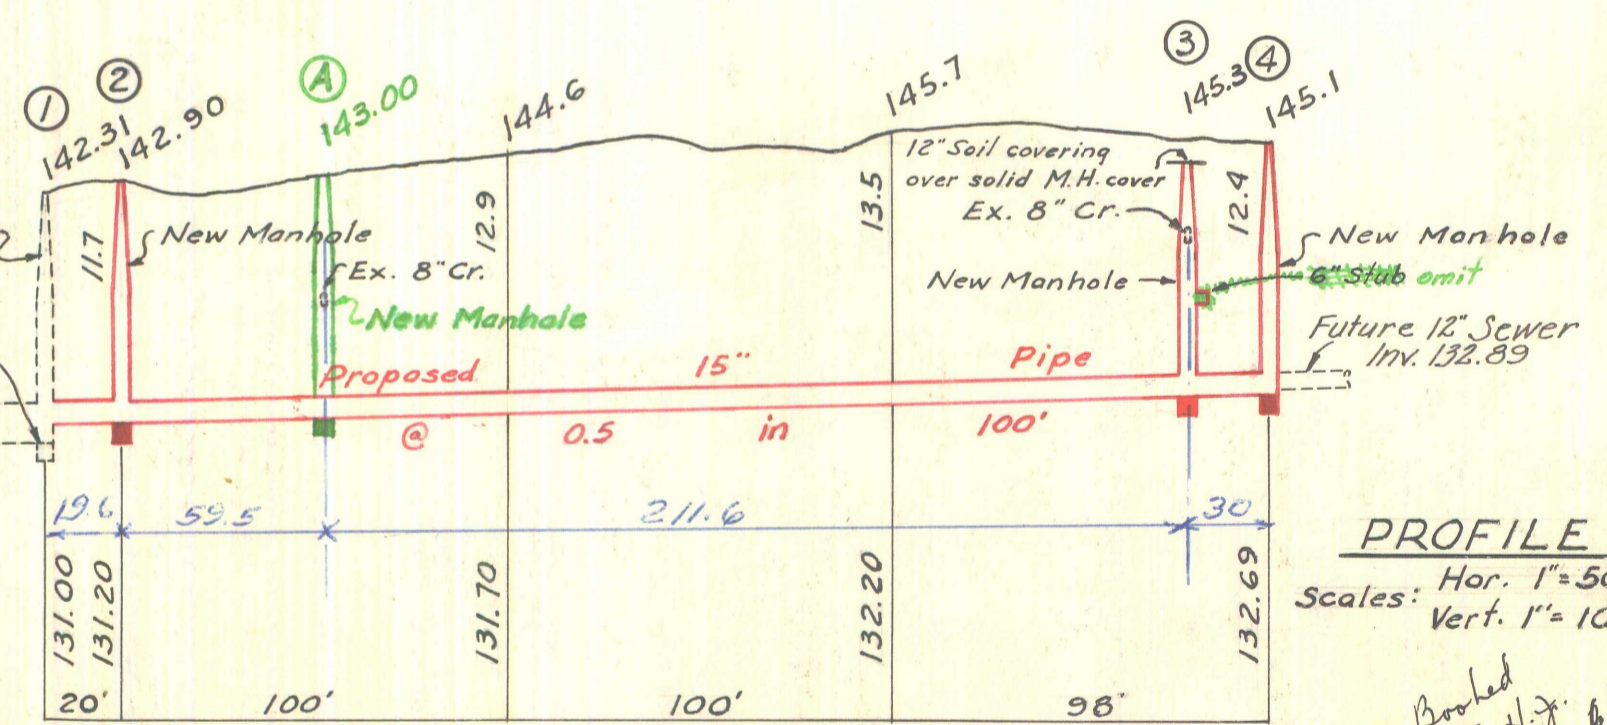 1 2 A 3 4
142.31 142.90 143.00 144.6 145.7 145.3 145.1
12" Soil covering
over solid M.H. cover
Ex. 8" Cr.
11.7 12.9 13.5 12.4
New Manhole
New Manhole
Ex. 8" Cr.
New Manhole
New Manhole
6" Stub omit
Future 12" Sewer
Inv. 132.89
Proposed 15" Pipe
@ 0.5 in 100'
19.6 59.5 211.6 30
131.00 131.20 131.70 132.20 132.69
20' 100' 100' 98'
PROFILE
Scales: Hor. 1"=50
Vert. 1"=10
Booked